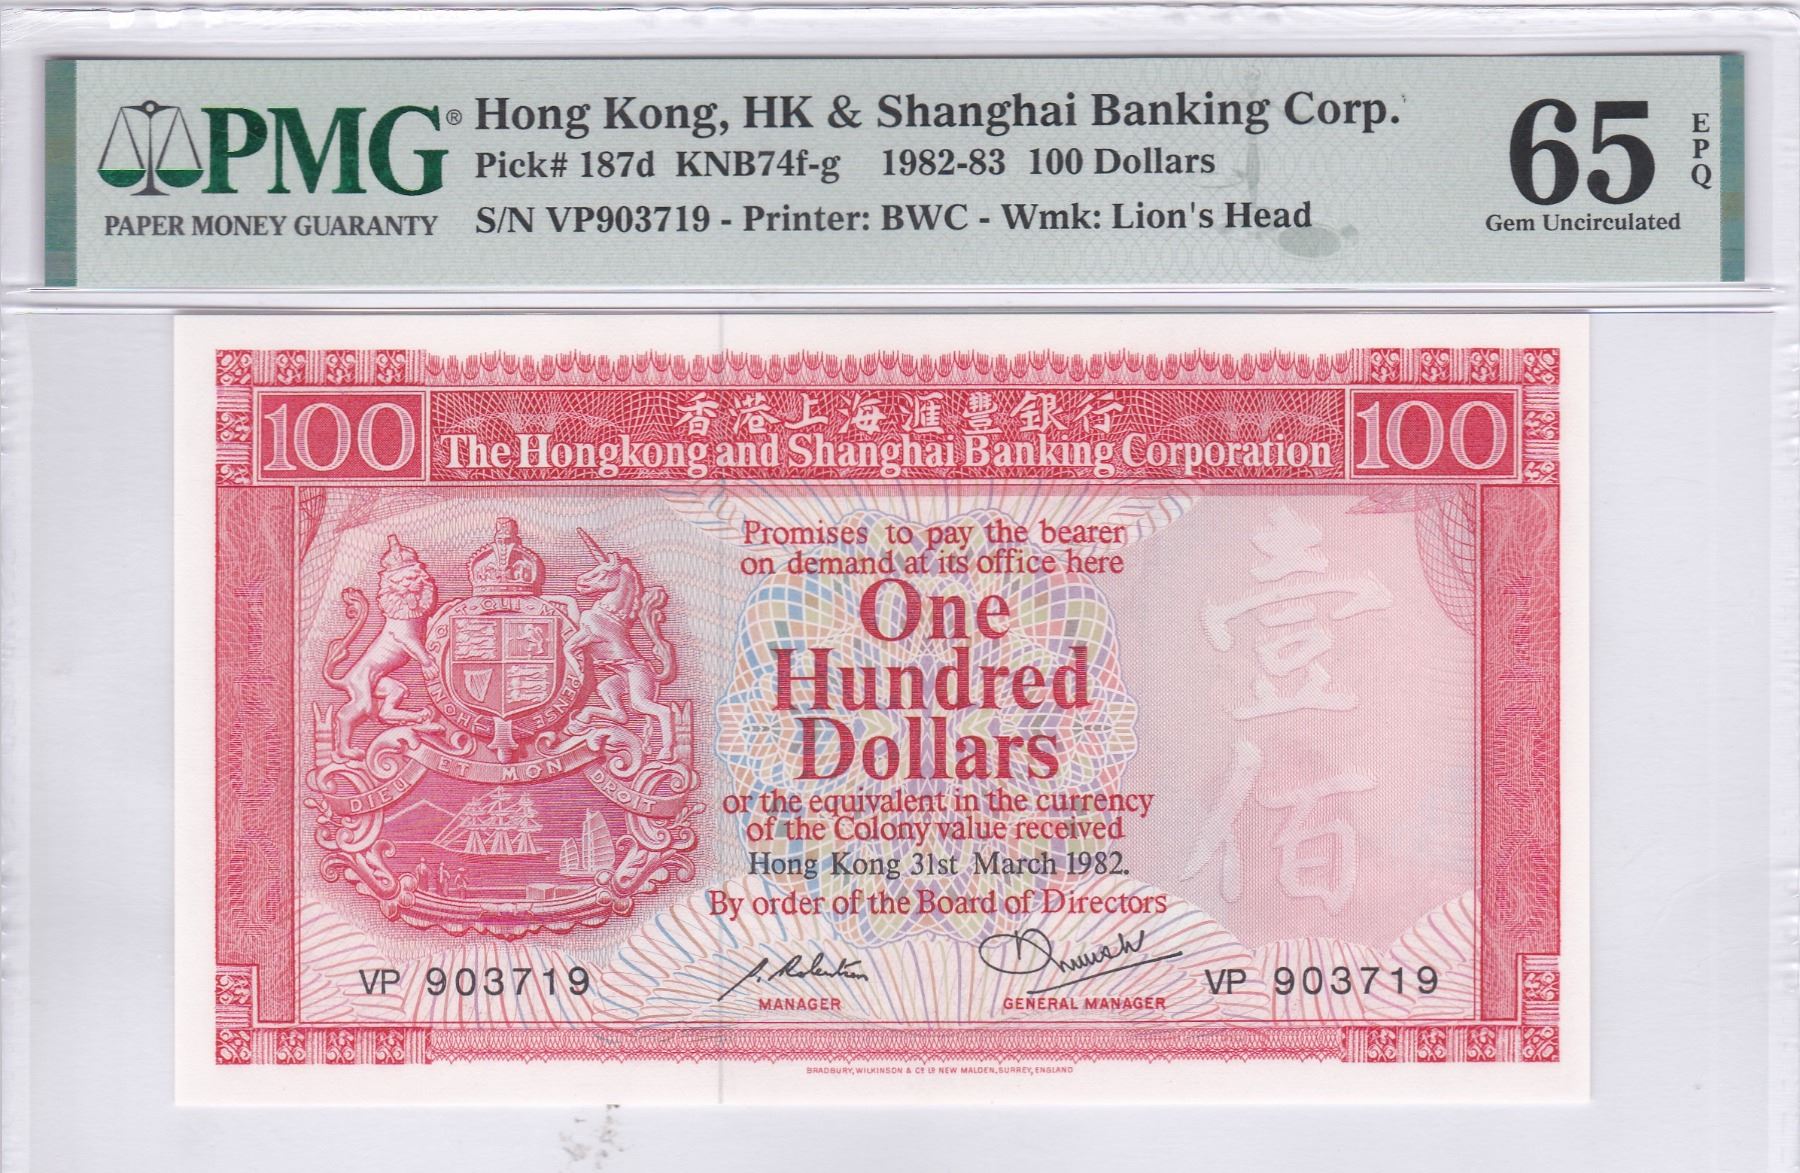 PMG®
PAPER MONEY GUARANTY
Hong Kong, HK & Shanghai Banking Corp.
Pick# 187d KNB74f-g 1982-83 100 Dollars
S/N VP903719 - Printer: BWC - Wmk: Lion's Head
65
EPQ
Gem Uncirculated
100
香港上海滙豐銀行
The Hongkong and Shanghai Banking Corporation
100
Promises to pay the bearer
on demand at its office here
One
Hundred
Dollars
or the equivalent in the currency
of the Colony value received
Hong Kong 31st March 1982.
By order of the Board of Directors
壹
佰
DIEU ET MON DROIT
VP 903719
MANAGER
GENERAL MANAGER
VP 903719
BRADBURY, WILKINSON & Cº Lº NEW MALDEN, SURREY, ENGLAND